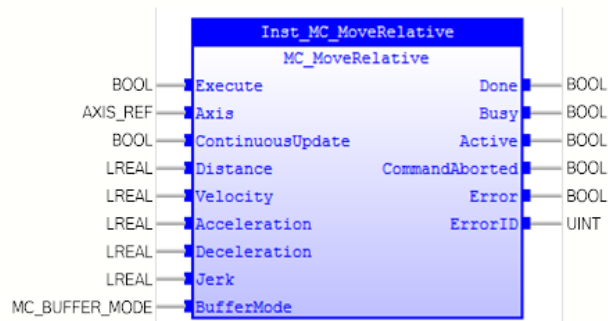 Inst_MC_MoveRelative
MC_MoveRelative
BOOL Execute Done BOOL
AXIS_REF Axis Busy BOOL
BOOL ContinuousUpdate Active BOOL
LREAL Distance CommandAborted BOOL
LREAL Velocity Error BOOL
LREAL Acceleration ErrorID UINT
LREAL Deceleration
LREAL Jerk
MC_BUFFER_MODE BufferMode